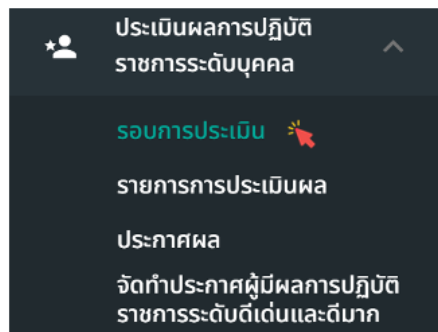 ประเมินผลการปฏิบัติ
ราชการระดับบุคคล
รอบการประเมิน
รายการการประเมินผล
ประกาศผล
จัดทำประกาศผู้มีผลการปฏิบัติ
ราชการระดับดีเด่นและดีมาก